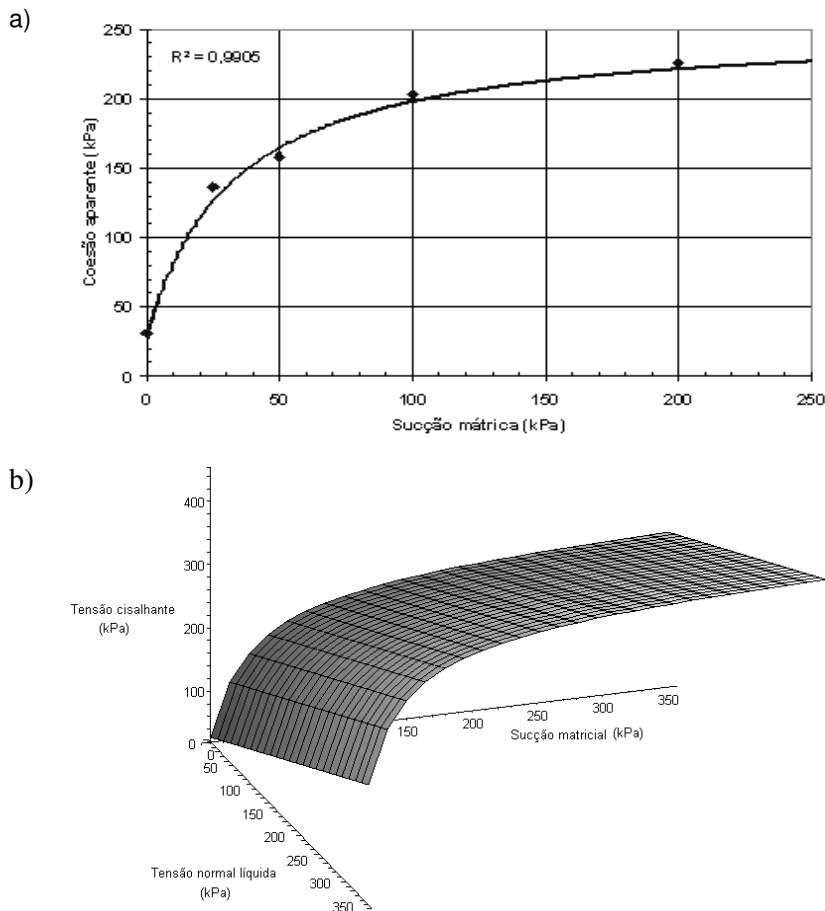 a)
250
R² = 0,9905
200
150
100
50
0
Coesão aparente (kPa)
0 50 100 150 200 250
Sucção mátrica (kPa)
b)
400
300
Tensão cisalhante
(kPa)
200
100
0
0
50
100
150
200
250
300
350
Tensão normal líquida
(kPa)
150 200 250 300 350
Sucção matricial (kPa)